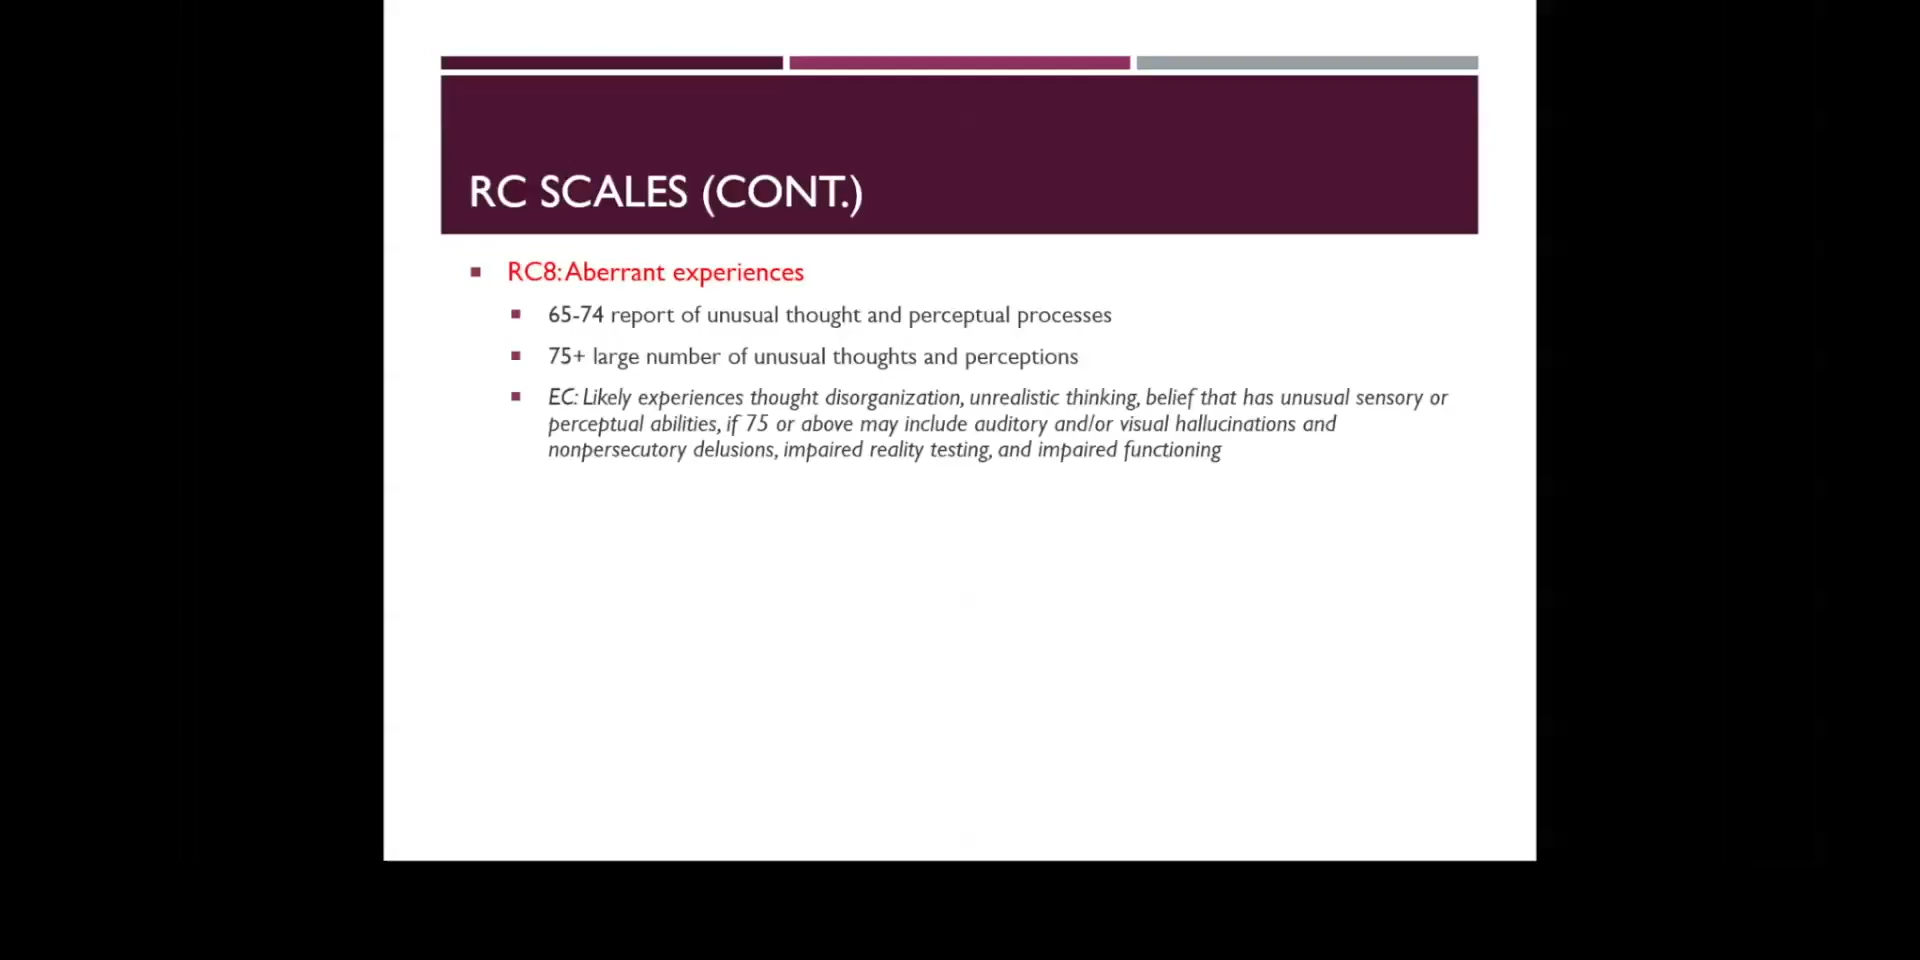 RC SCALES (CONT.)
RC8: Aberrant experiences
65-74 report of unusual thought and perceptual processes
75+ large number of unusual thoughts and perceptions
EC: Likely experiences thought disorganization, unrealistic thinking, belief that has unusual sensory or
perceptual abilities, if 75 or above may include auditory and/or visual hallucinations and
nonpersecutory delusions, impaired reality testing, and impaired functioning